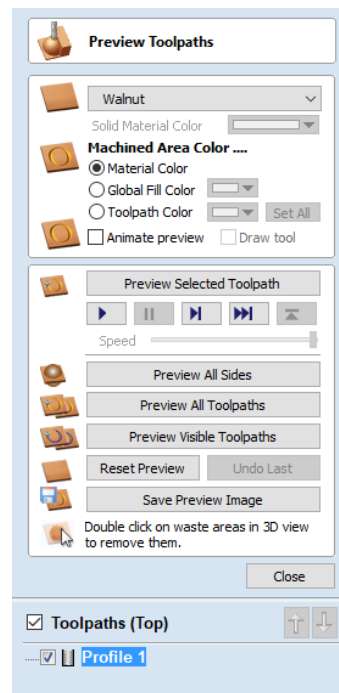 Preview Toolpaths
Walnut
Solid Material Color
Machined Area Color ....
Material Color
Global Fill Color
Toolpath Color
Set All
Animate preview
Draw tool
Preview Selected Toolpath
Speed
Preview All Sides
Preview All Toolpaths
Preview Visible Toolpaths
Reset Preview
Undo Last
Save Preview Image
Double click on waste areas in 3D view
to remove them.
Close
Toolpaths (Top)
Profile 1